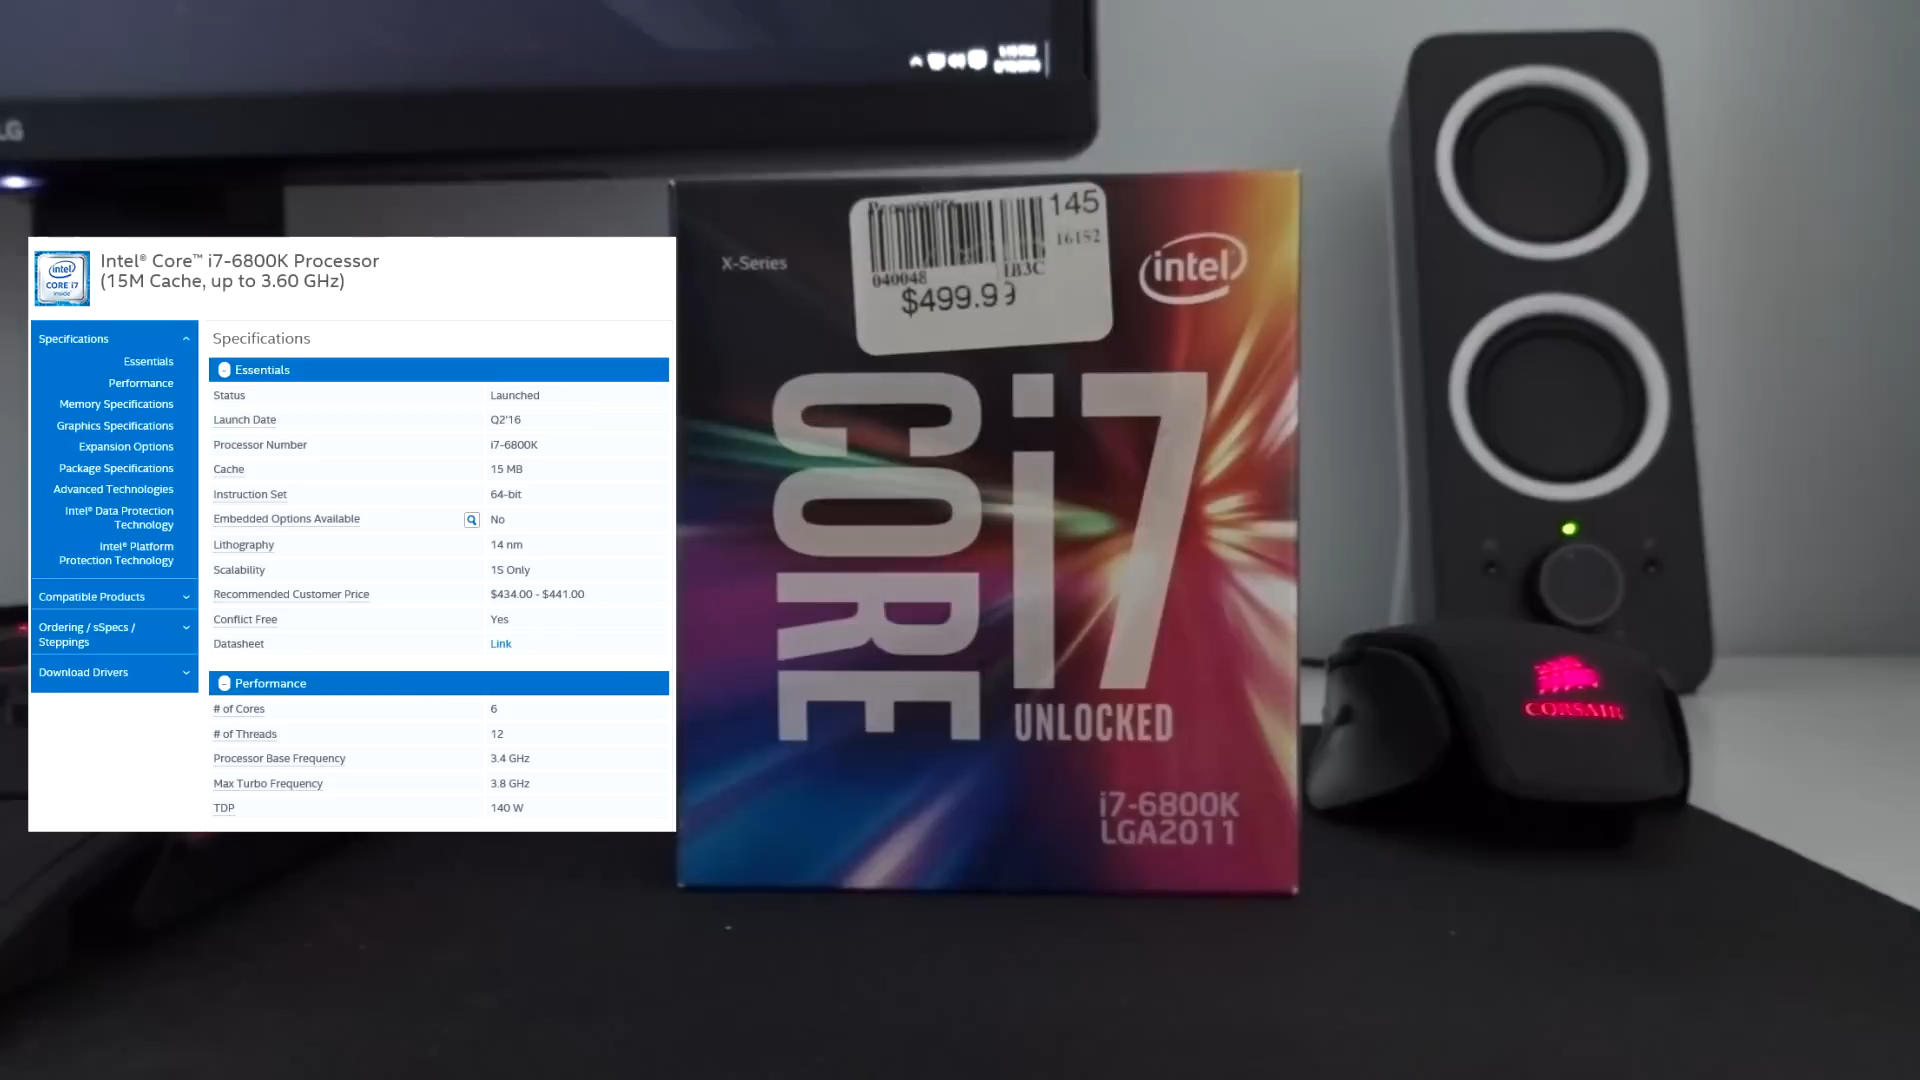 LG
Intel® Core™ i7-6800K Processor
(15M Cache, up to 3.60 GHz)
intel
CORE i7
inside
Specifications
Essentials
Performance
Memory Specifications
Graphics Specifications
Expansion Options
Package Specifications
Advanced Technologies
Intel® Data Protection
Technology
Intel® Platform
Protection Technology
Compatible Products
Ordering / sSpecs /
Steppings
Download Drivers
Specifications
Essentials
Status Launched
Launch Date Q2'16
Processor Number i7-6800K
Cache 15 MB
Instruction Set 64-bit
Embedded Options Available No
Lithography 14 nm
Scalability 1S Only
Recommended Customer Price $434.00 - $441.00
Conflict Free Yes
Datasheet Link
Performance
# of Cores 6
# of Threads 12
Processor Base Frequency 3.4 GHz
Max Turbo Frequency 3.8 GHz
TDP 140 W
X-Series
Processors
145
16152
040048
1B3C
$499.99
intel
CORE
i7
UNLOCKED
i7-6800K
LGA2011
CORSAIR